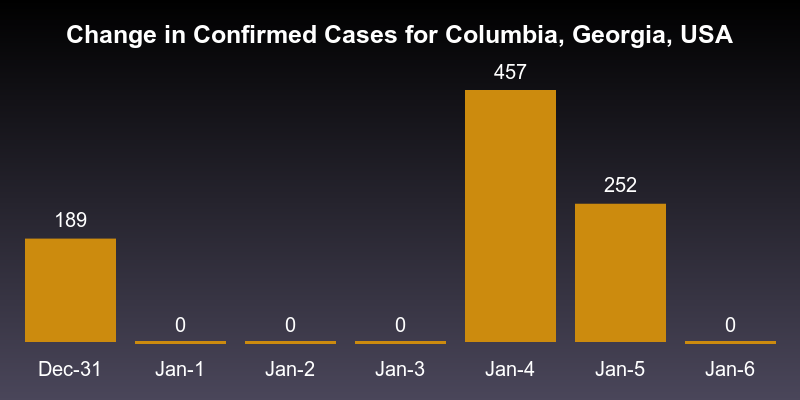 Change in Confirmed Cases for Columbia, Georgia, USA
457
252
189
0 0 0 0
Dec-31 Jan-1 Jan-2 Jan-3 Jan-4 Jan-5 Jan-6